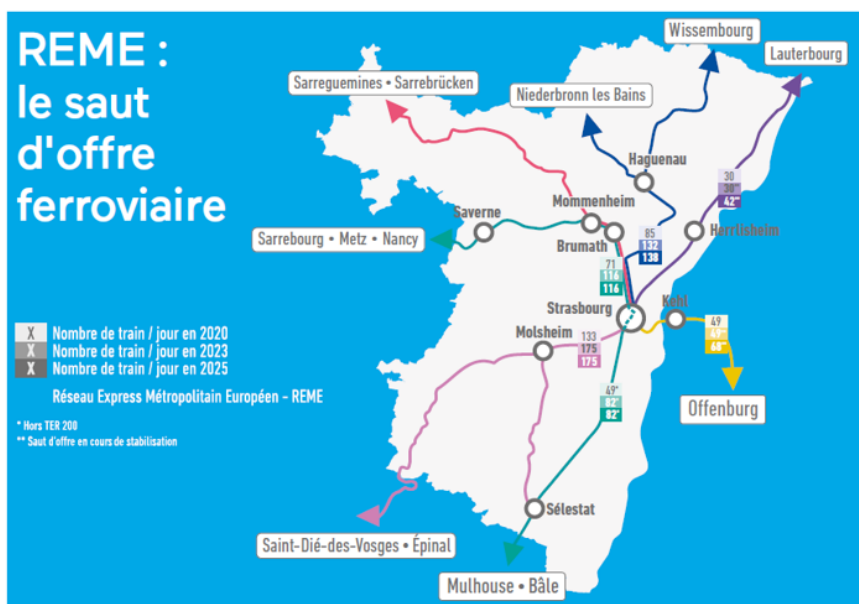 REME :
le saut
d'offre
ferroviaire
Wissembourg
Lauterbourg
Sarreguemines • Sarrebrücken
Niederbronn les Bains
Haguenau
30
30**
42**
Mommenheim
Saverne
Herrlisheim
Sarrebourg • Metz • Nancy
Brumath
85
132
138
71
116
116
Strasbourg
Kehl
49
49**
68**
X Nombre de train / jour en 2020
X Nombre de train / jour en 2023
X Nombre de train / jour en 2025
Molsheim
133
175
175
Réseau Express Métropolitain Européen - REME
49*
82*
82*
Offenburg
* Hors TER 200
** Saut d'offre en cours de stabilisation
Sélestat
Saint-Dié-des-Vosges • Épinal
Mulhouse • Bâle